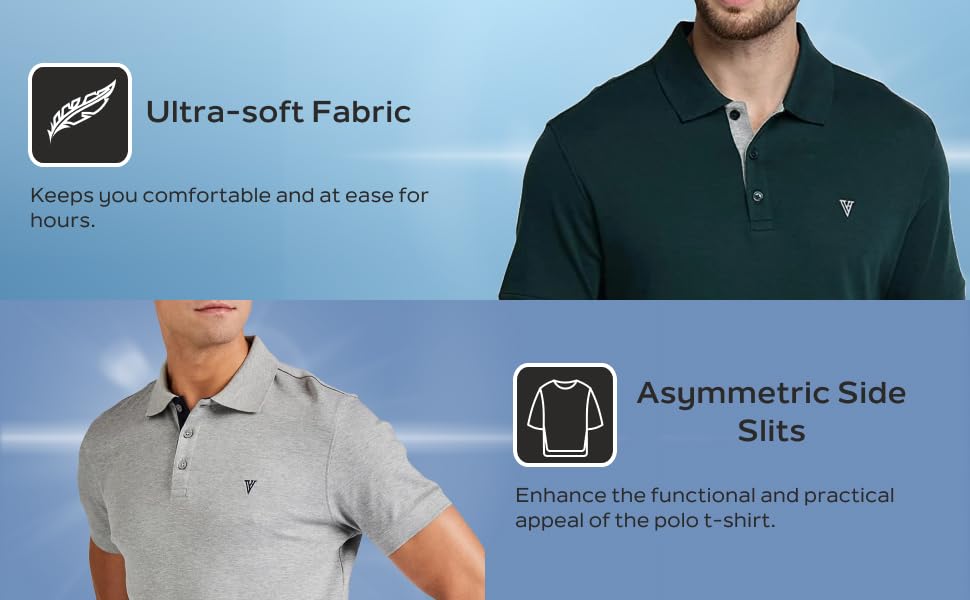 Ultra-soft Fabric
Keeps you comfortable and at ease for
hours.
Asymmetric Side
Slits
Enhance the functional and practical
appeal of the polo t-shirt.